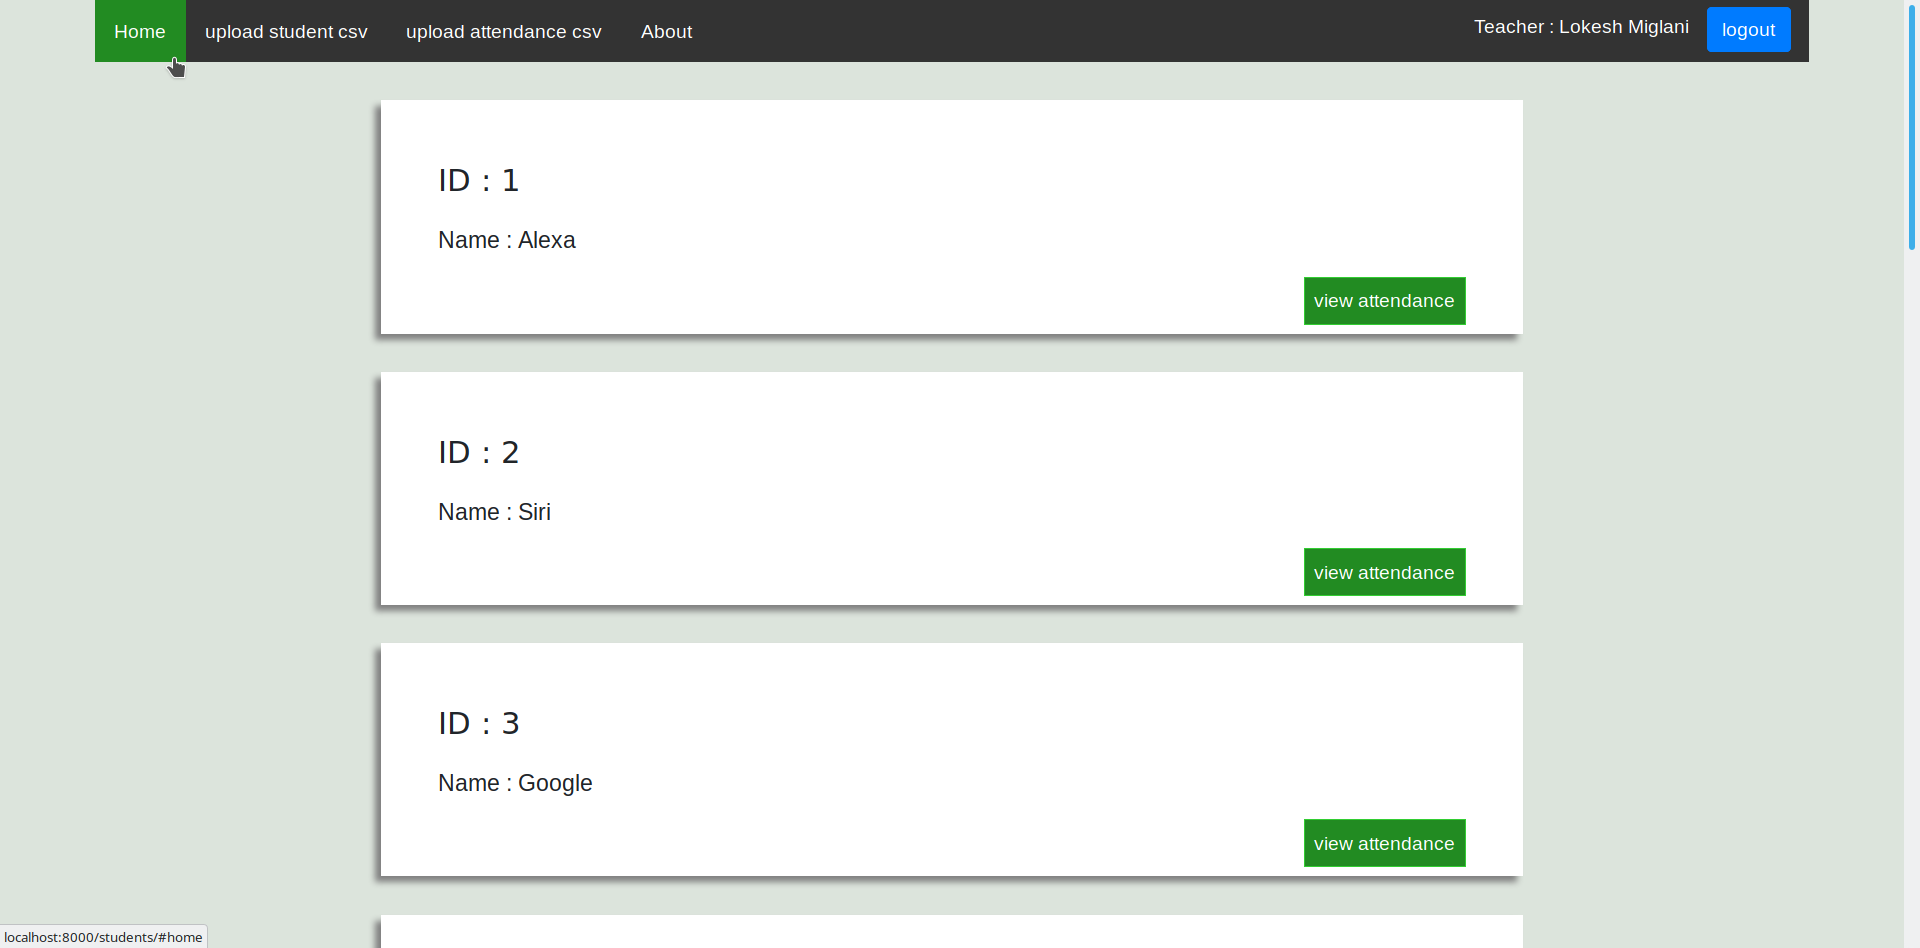 Home upload student csv upload attendance csv About Teacher : Lokesh Miglani logout
ID : 1
Name : Alexa
view attendance
ID : 2
Name : Siri
view attendance
ID : 3
Name : Google
view attendance
localhost:8000/students/#home